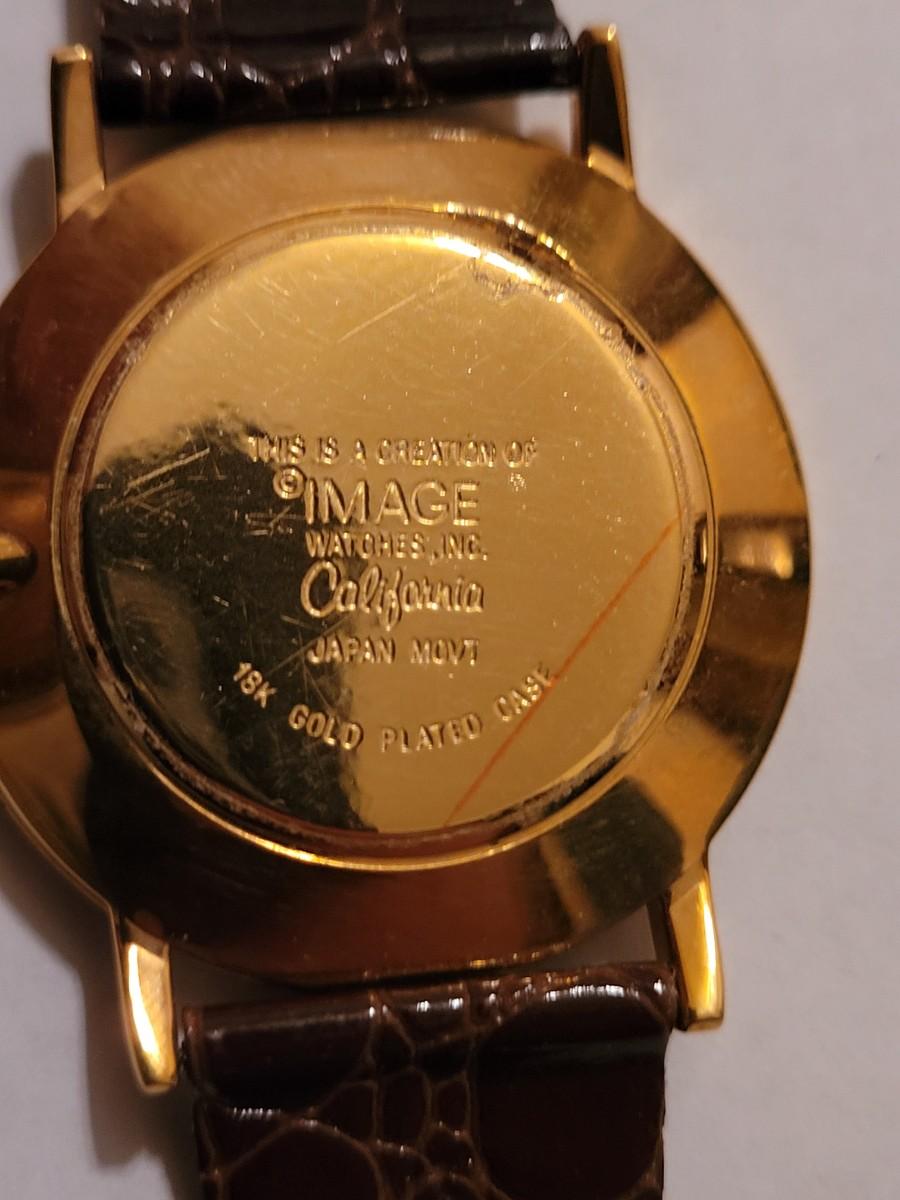 THIS IS A CREATION OF
© IMAGE ®
WATCHES, INC.
California
JAPAN MOVT
18K GOLD PLATED CASE